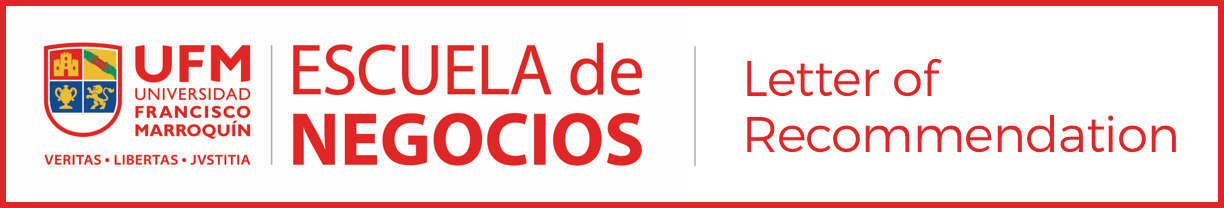 UFM
UNIVERSIDAD
FRANCISCO
MARROQUÍN
VERITAS • LIBERTAS • JVSTITIA
ESCUELA de
NEGOCIOS
Letter of
Recommendation